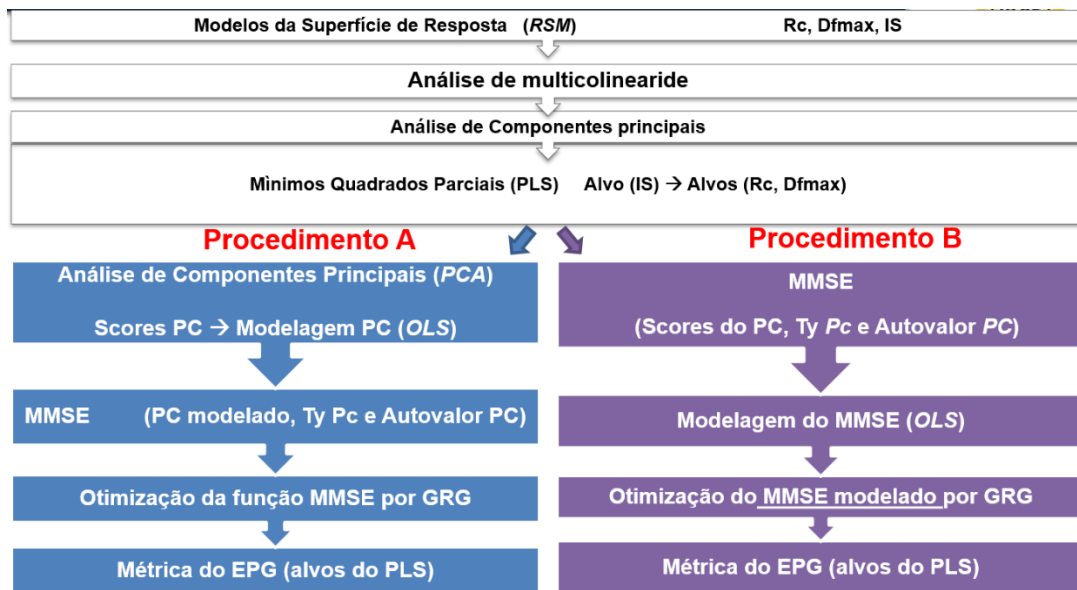 Modelos da Superfície de Resposta (RSM) Rc, Dfmax, IS
Análise de multicolinearide
Análise de Componentes principais
Mìnimos Quadrados Parciais (PLS) Alvo (IS) → Alvos (Rc, Dfmax)
Procedimento A
Análise de Componentes Principais (PCA)
Scores PC → Modelagem PC (OLS)
MMSE (PC modelado, Ty Pc e Autovalor PC)
Otimização da função MMSE por GRG
Métrica do EPG (alvos do PLS)
Procedimento B
MMSE
(Scores do PC, Ty Pc e Autovalor PC)
Modelagem do MMSE (OLS)
Otimização do MMSE modelado por GRG
Métrica do EPG (alvos do PLS)